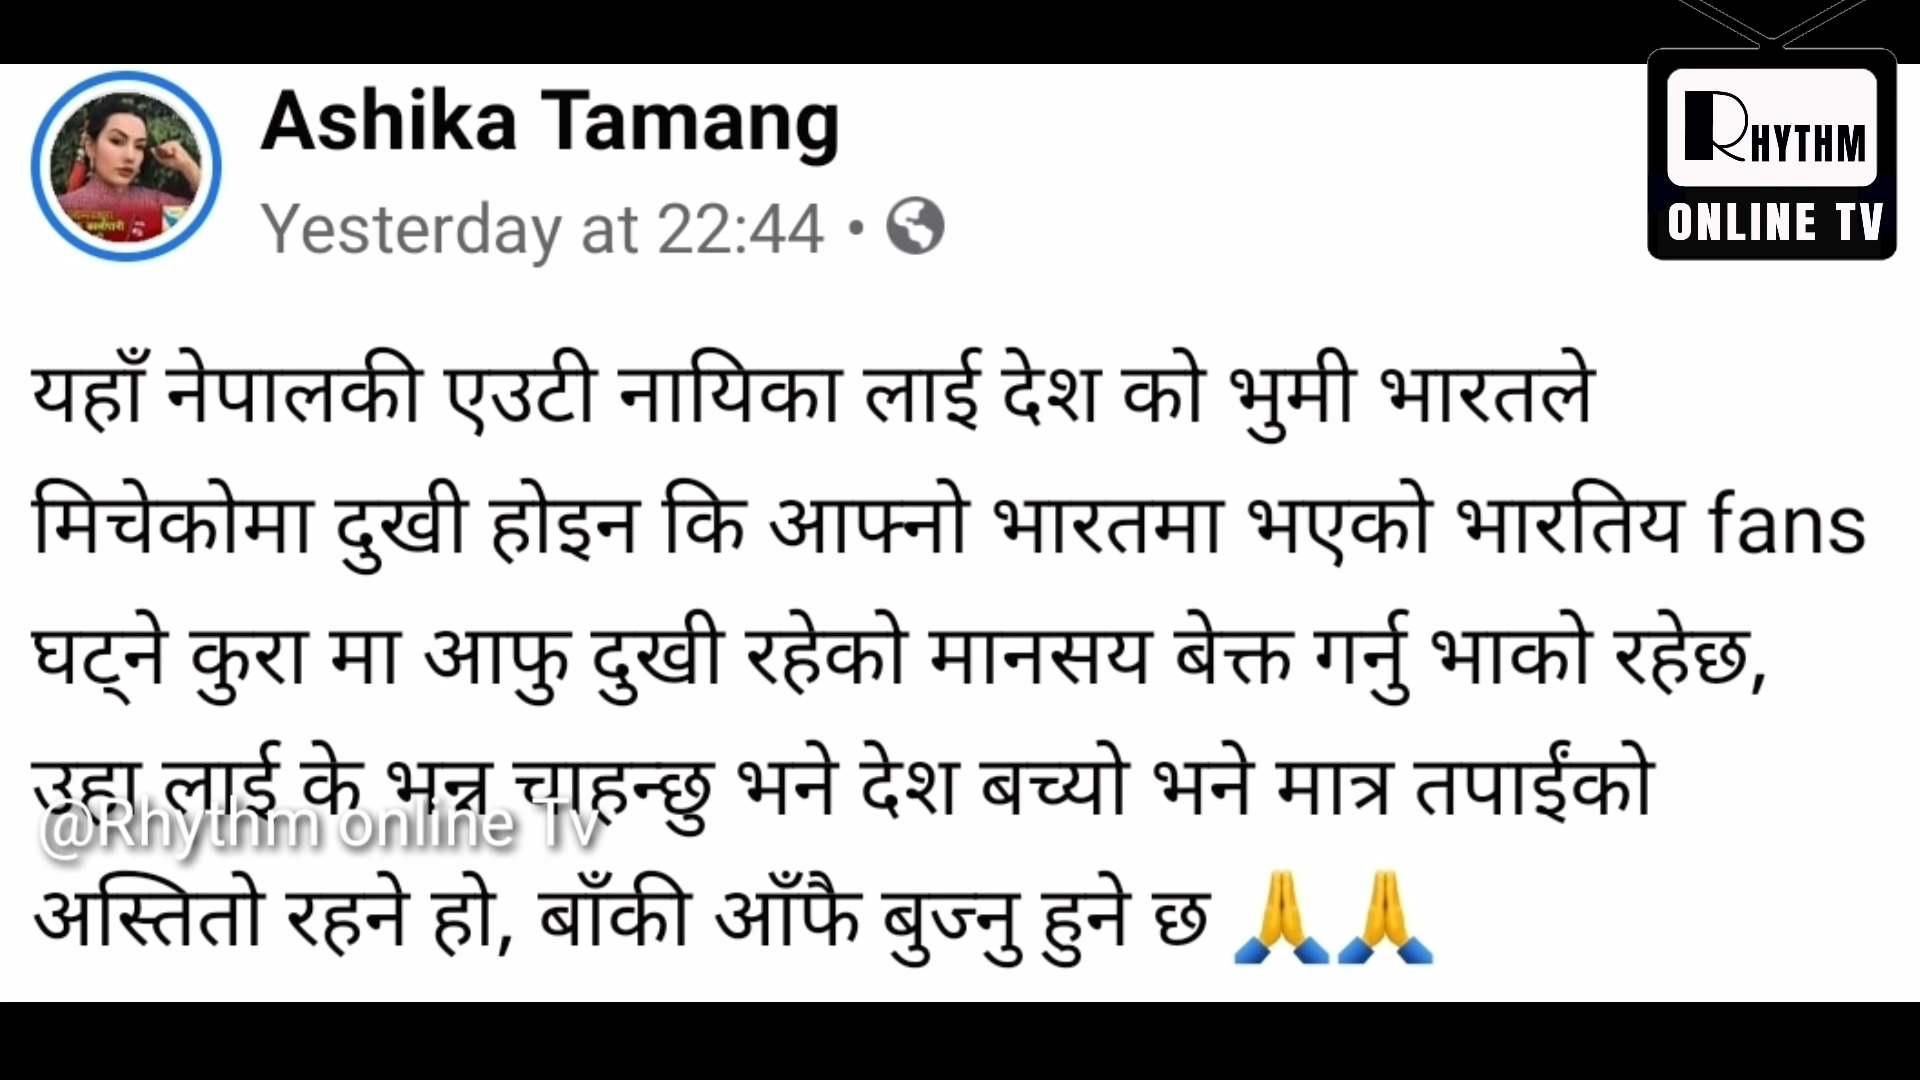 Ashika Tamang
Yesterday at 22:44 •
RHYTHM
ONLINE TV
यहाँ नेपालकी एउटी नायिका लाई देश को भुमी भारतले
मिचेकोमा दुखी होइन कि आफ्नो भारतमा भएको भारतिय fans
घट्ने कुरा मा आफु दुखी रहेको मानसय बेक्त गर्नु भाको रहेछ,
उहा लाई के भन्न चाहन्छु भने देश बच्यो भने मात्र तपाईंको
@Rhythm online Tv
अस्तितो रहने हो, बाँकी आँफै बुज्नु हुने छ 🙏🙏